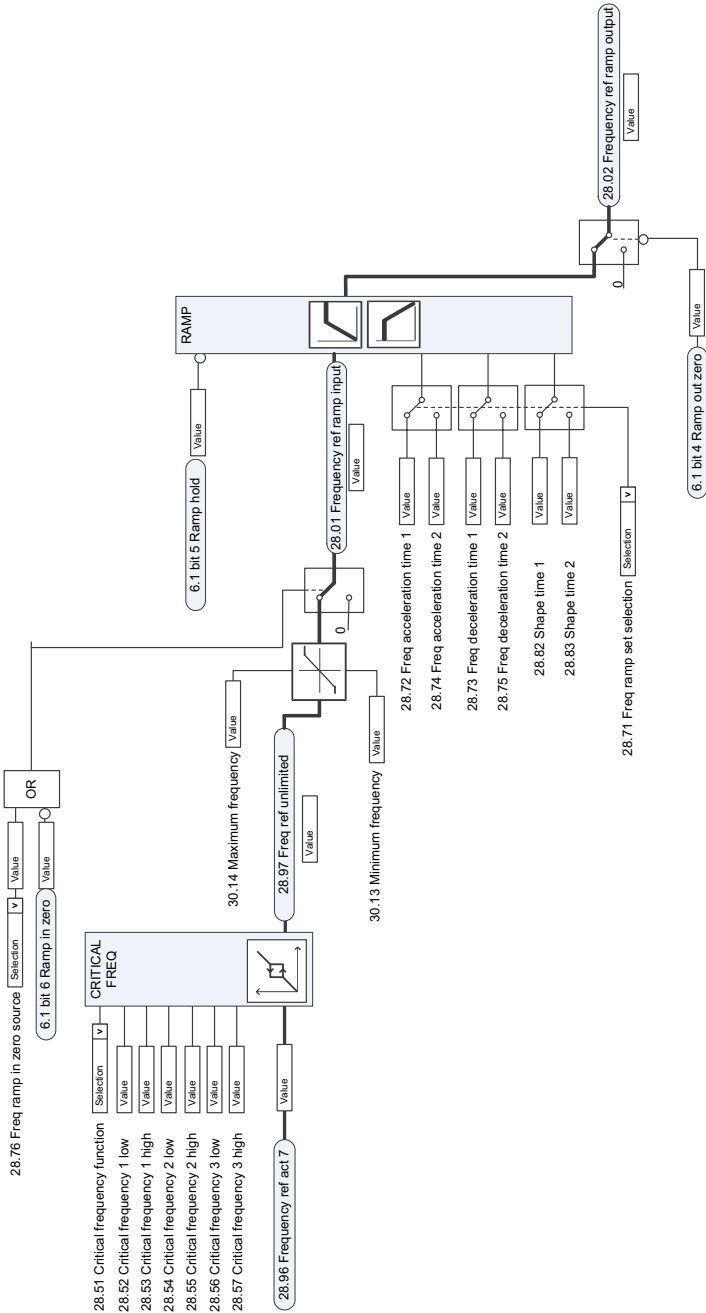 28.76 Freq ramp in zero source Selection v Value
6.1 bit 6 Ramp in zero Value
OR
28.51 Critical frequency function Selection v
28.52 Critical frequency 1 low Value
28.53 Critical frequency 1 high Value
28.54 Critical frequency 2 low Value
28.55 Critical frequency 2 high Value
28.56 Critical frequency 3 low Value
28.57 Critical frequency 3 high Value
CRITICAL
FREQ
28.96 Frequency ref act 7 Value
28.97 Freq ref unlimited
Value
30.14 Maximum frequency Value
30.13 Minimum frequency Value
0
28.01 Frequency ref ramp input
Value
6.1 bit 5 Ramp hold Value
RAMP
28.72 Freq acceleration time 1 Value
28.74 Freq acceleration time 2 Value
28.73 Freq deceleration time 1 Value
28.75 Freq deceleration time 2 Value
28.82 Shape time 1 Value
28.83 Shape time 2 Value
28.71 Freq ramp set selection Selection v
0
28.02 Frequency ref ramp output
Value
6.1 bit 4 Ramp out zero Value